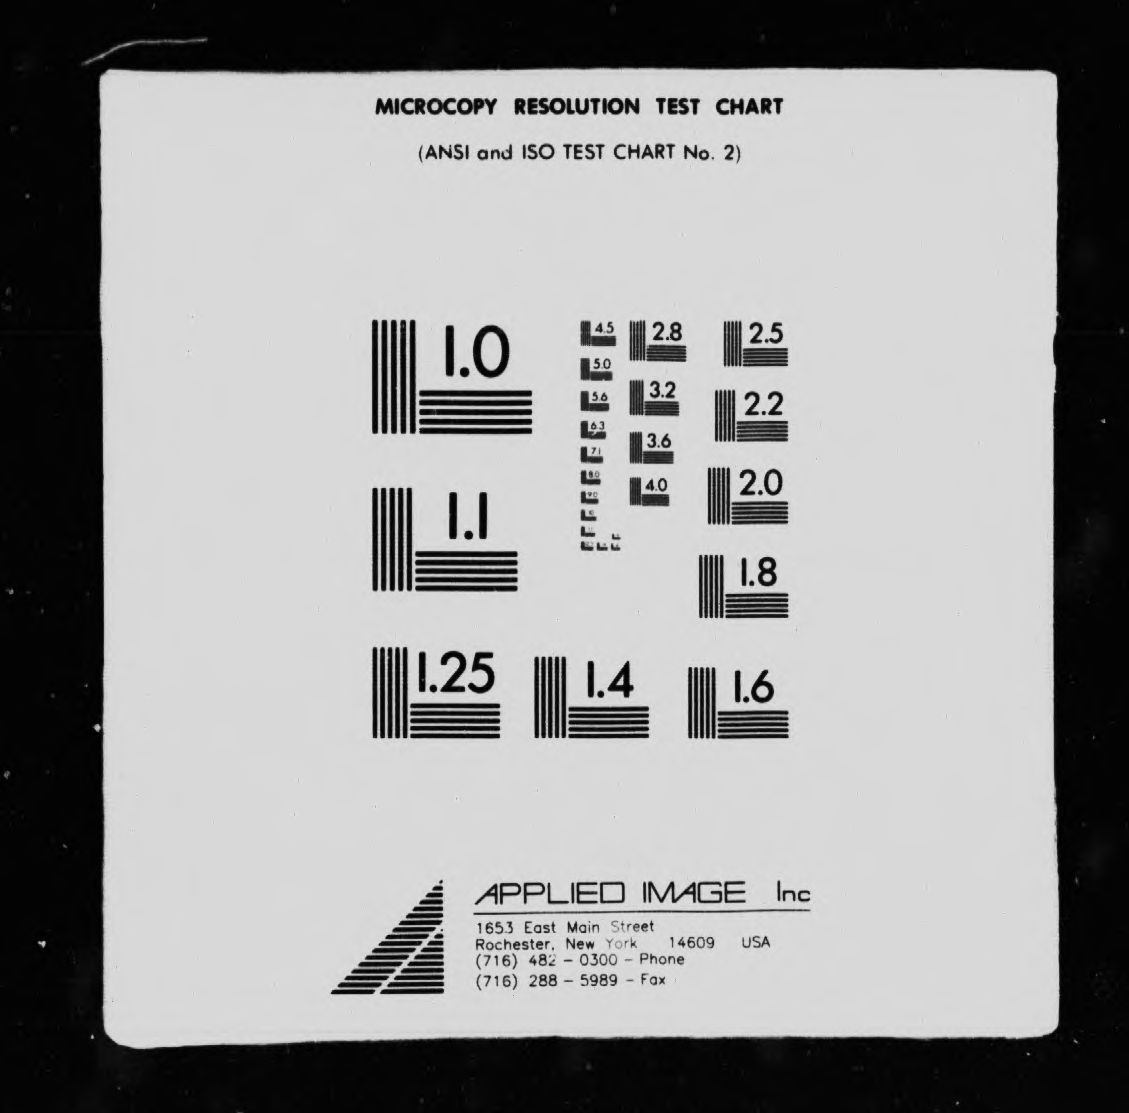 MICROCOPY RESOLUTION TEST CHART
(ANSI and ISO TEST CHART No. 2)
1.0
1.1
1.25
1.4
1.6
1.8
2.0
2.2
2.5
2.8
3.2
3.6
4.0
4.5
5.0
5.6
6.3
7.1
8.0
9.0
APPLIED IMAGE Inc
1653 East Main Street
Rochester, New York 14609 USA
(716) 482 - 0300 - Phone
(716) 288 - 5989 - Fax